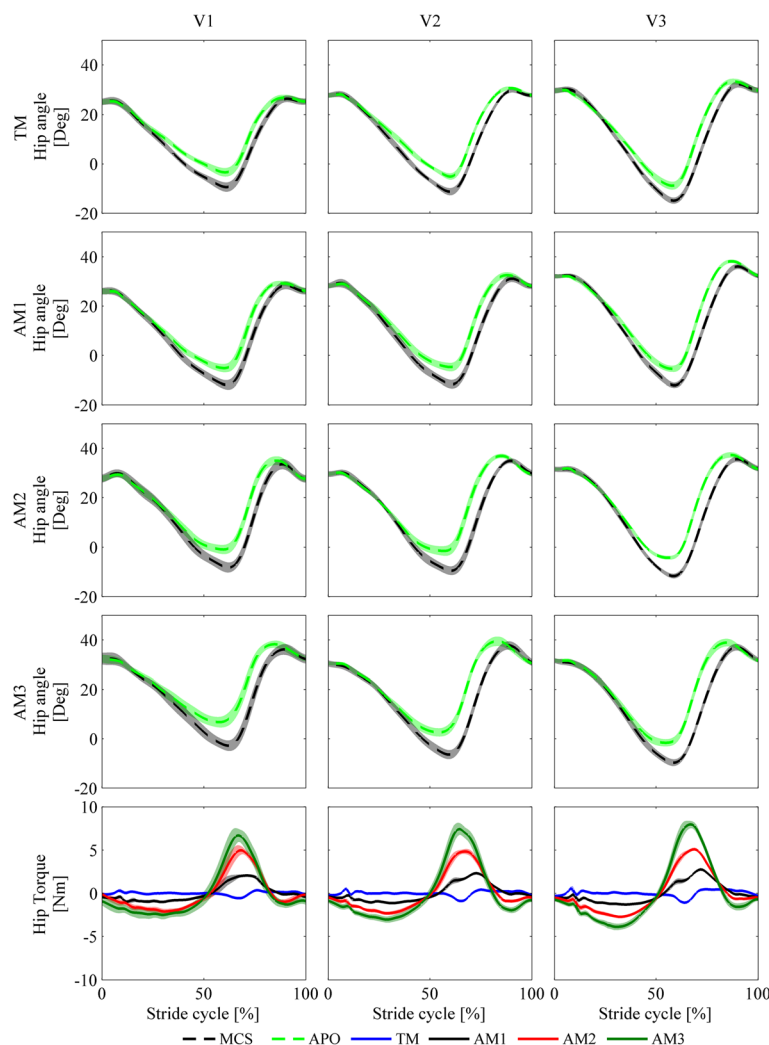 V1 V2 V3
TM
Hip angle
[Deg]
40
20
0
-20
AM1
Hip angle
[Deg]
40
20
0
-20
AM2
Hip angle
[Deg]
40
20
0
-20
AM3
Hip angle
[Deg]
40
20
0
-20
Hip Torque
[Nm]
10
5
0
-5
-10
0 50 100 0 50 100 0 50 100
Stride cycle [%] Stride cycle [%] Stride cycle [%]
MCS APO TM AM1 AM2 AM3